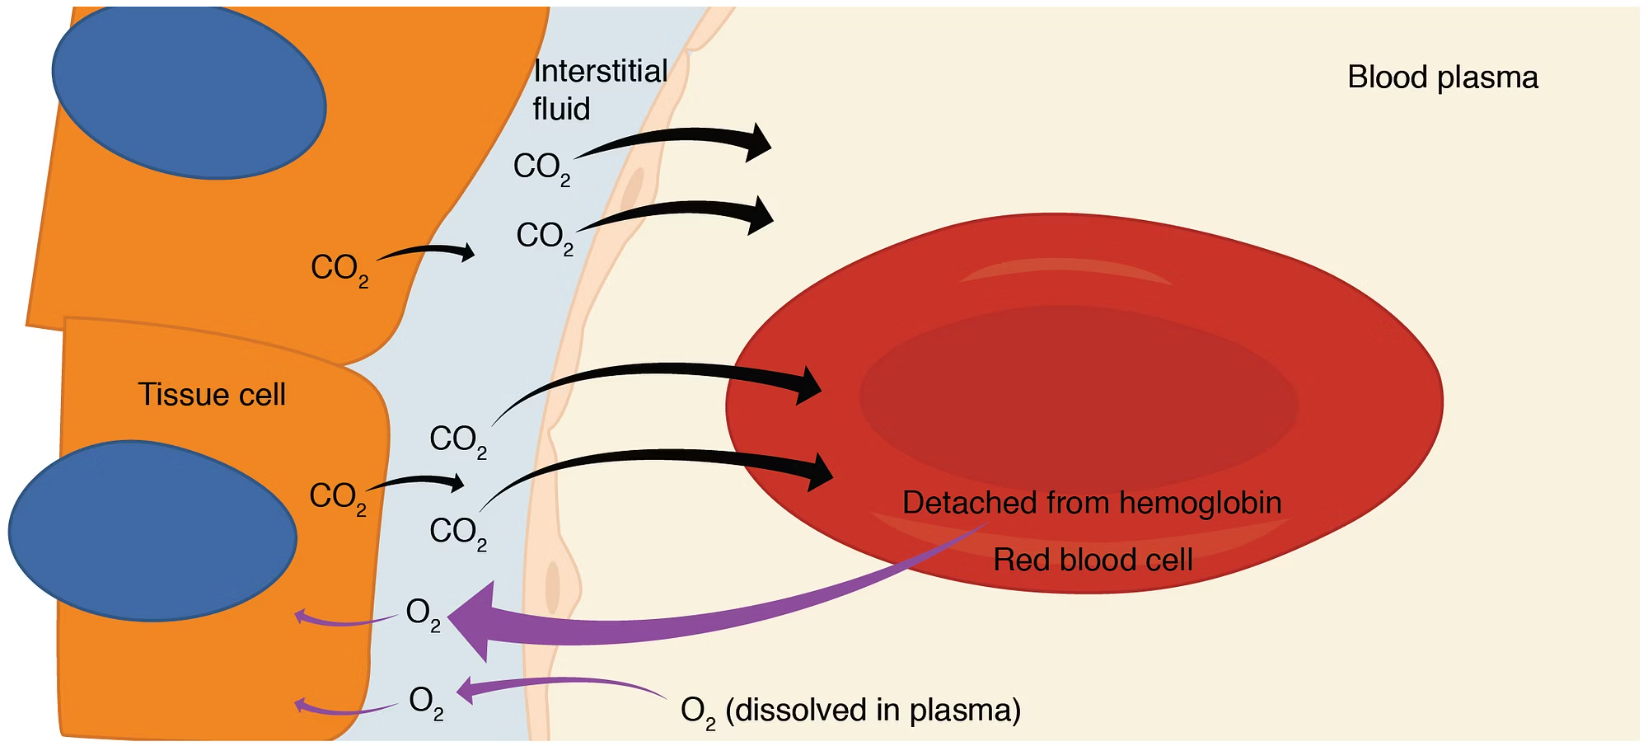 Interstitial
fluid
Blood plasma
CO₂
CO₂
CO₂
Tissue cell
CO₂
CO₂
CO₂
Detached from hemoglobin
Red blood cell
O₂
O₂
O₂ (dissolved in plasma)